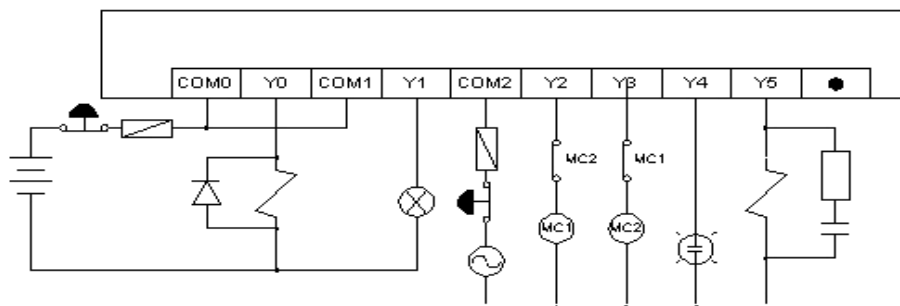 COM0 Y0 COM1 Y1 COM2 Y2 Y3 Y4 Y5
MC2 MC1
MC1 MC2